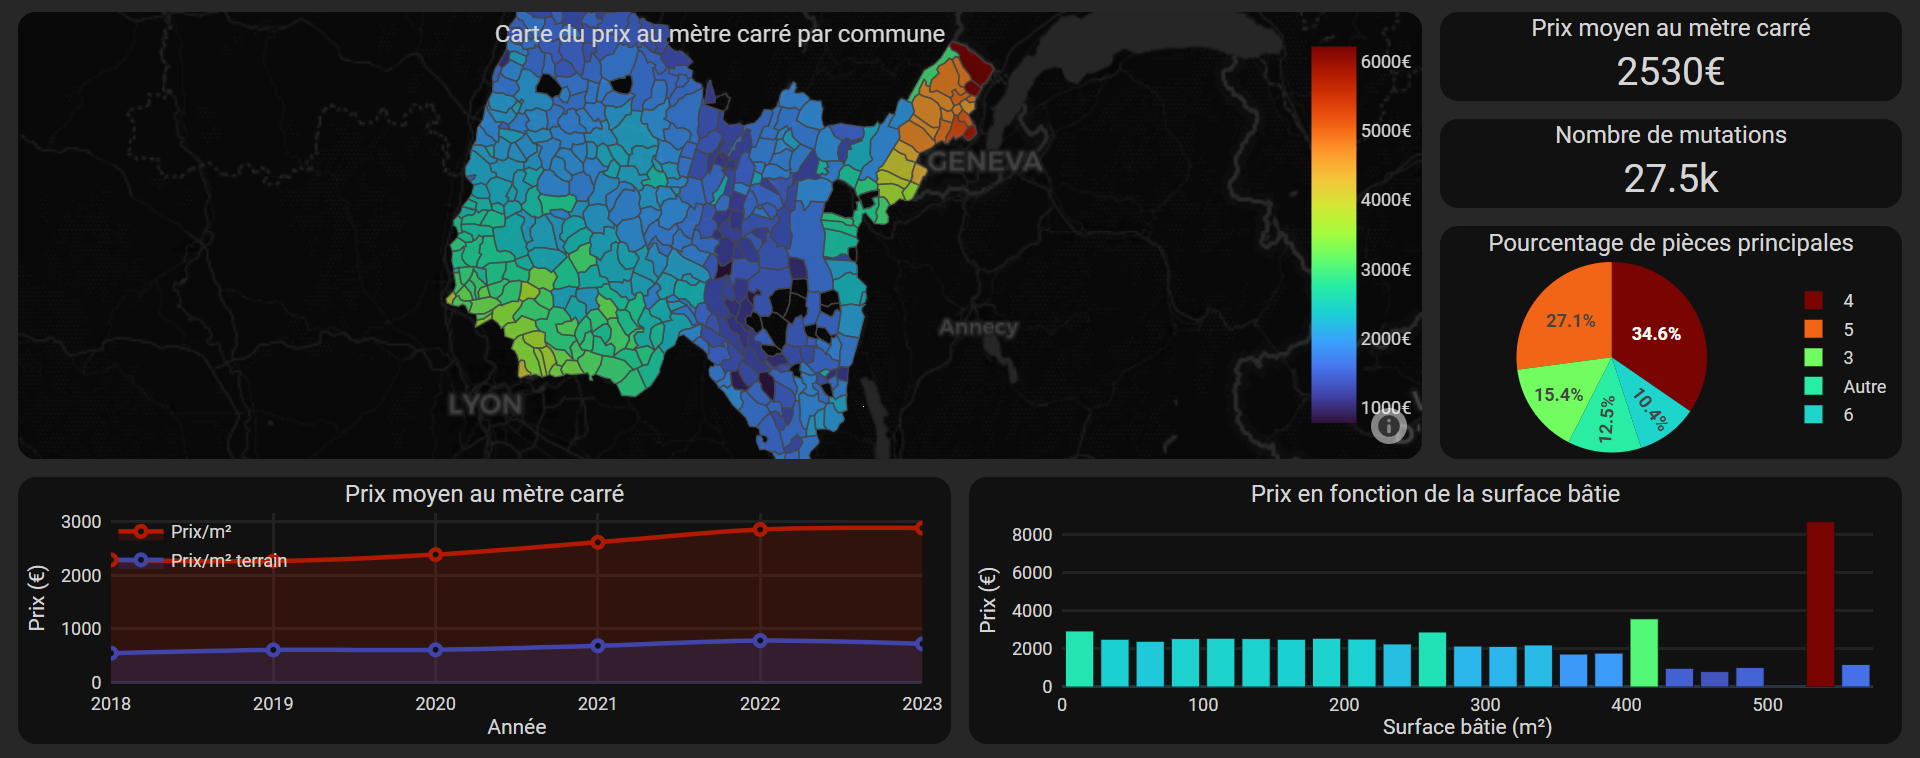 Carte du prix au mètre carré par commune
6000€
5000€
4000€
3000€
2000€
1000€
GENEVA
Annecy
LYON
Prix moyen au mètre carré
2530€
Nombre de mutations
27.5k
Pourcentage de pièces principales
27.1%
34.6%
15.4%
12.5%
10.4%
4
5
3
Autre
6
Prix moyen au mètre carré
Prix/m²
Prix/m² terrain
Prix (€)
3000
2000
1000
0
2018
2019
2020
2021
2022
2023
Année
Prix en fonction de la surface bâtie
Prix (€)
8000
6000
4000
2000
0
0
100
200
300
400
500
Surface bâtie (m²)